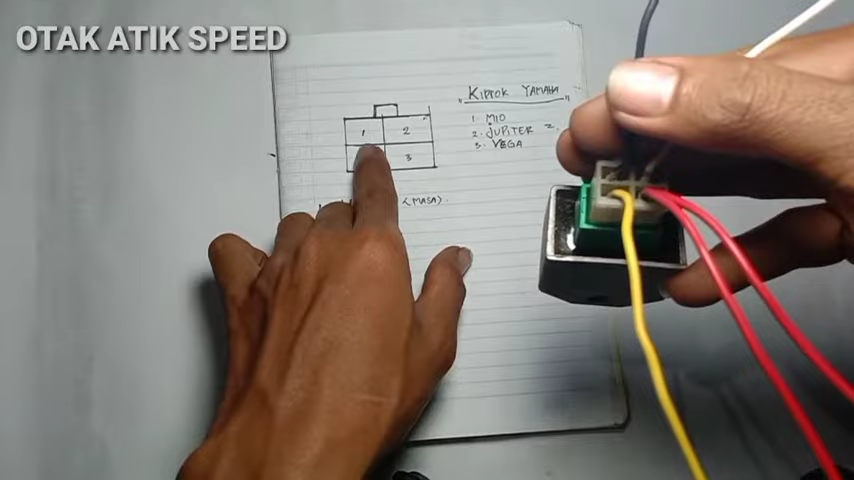 OTAK ATIK SPEED
"KIPROK YAMAHA"
1. MIO
2. JUPITER Z.
3. VEGA
1 2
3
(MASA).